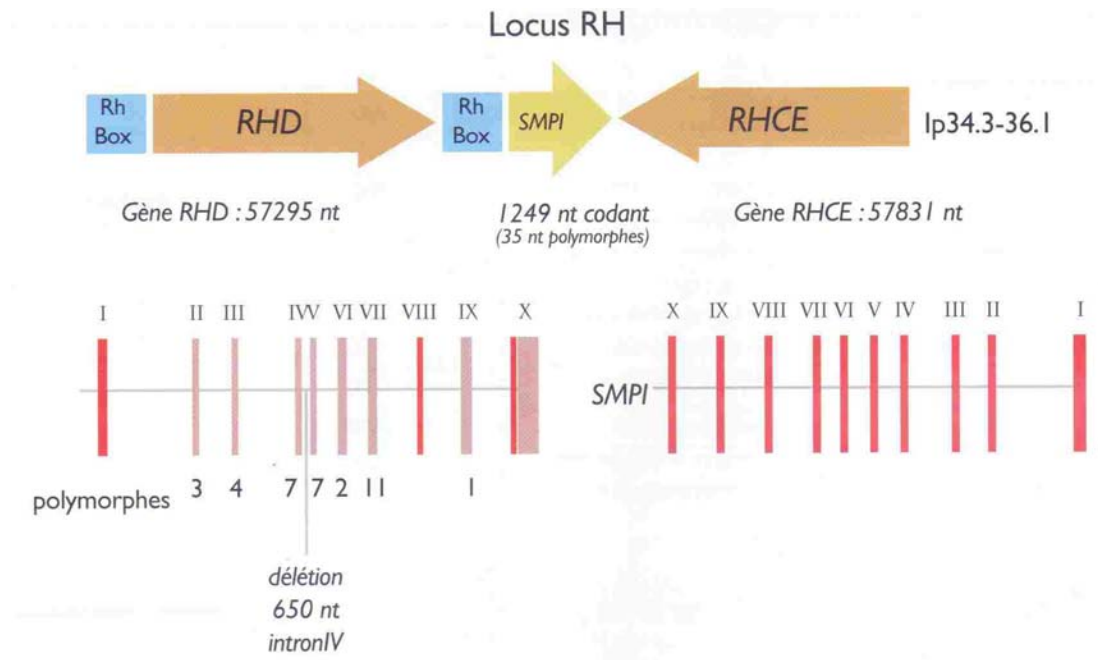 Locus RH
Rh
Box
RHD
Rh
Box
SMPI
RHCE
1p34.3-36.1
Gène RHD : 57295 nt
1249 nt codant
(35 nt polymorphes)
Gène RHCE : 57831 nt
I II III IV V VI VII VIII IX X
X IX VIII VII VI V IV III II I
SMPI
polymorphes 3 4 7 7 2 11 1
délétion
650 nt
intronIV